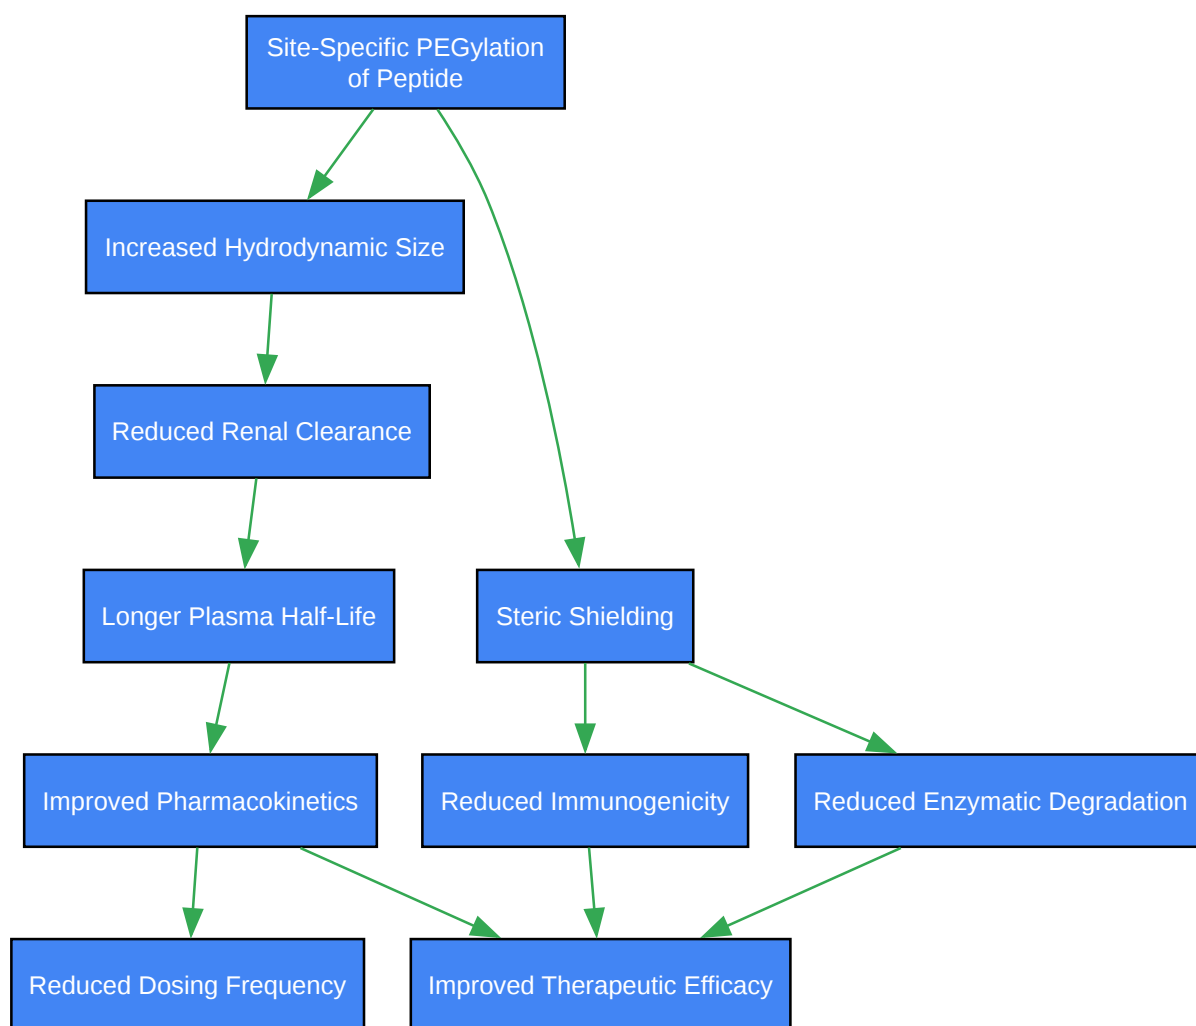 Site-Specific PEGylation
of Peptide
Increased Hydrodynamic Size
Reduced Renal Clearance
Longer Plasma Half-Life
Steric Shielding
Improved Pharmacokinetics
Reduced Immunogenicity
Reduced Enzymatic Degradation
Reduced Dosing Frequency
Improved Therapeutic Efficacy